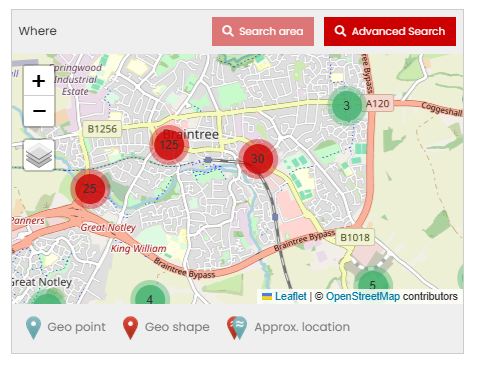 Where
Search area
Advanced Search
Springwood
Industrial
Estate
+
−
Bypass
3
A120
Coggeshall
B1256
Braintree
125
30
25
Panners
Great Notley
King William
Braintree Bypass
B1018
Braintree Bypass
Great Notley
4
5
Leaflet | © OpenStreetMap contributors
Geo point
Geo shape
Approx. location